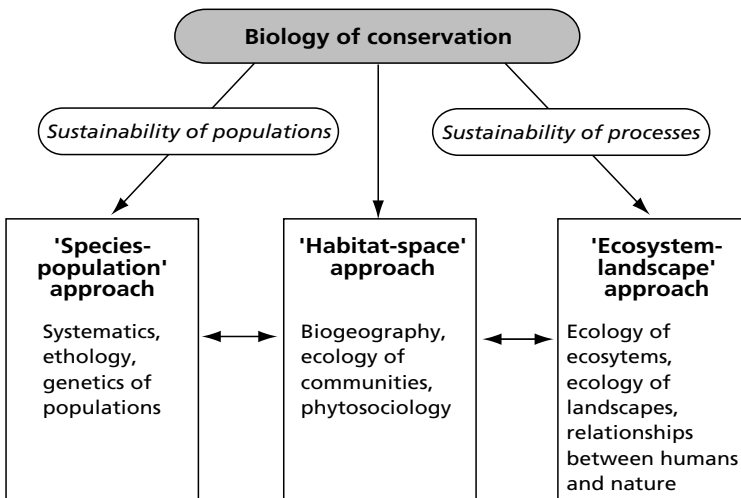 Biology of conservation
Sustainability of populations
Sustainability of processes
'Species-
population'
approach
Systematics,
ethology,
genetics of
populations
'Habitat-space'
approach
Biogeography,
ecology of
communities,
phytosociology
'Ecosystem-
landscape'
approach
Ecology of
ecosytems,
ecology of
landscapes,
relationships
between humans
and nature